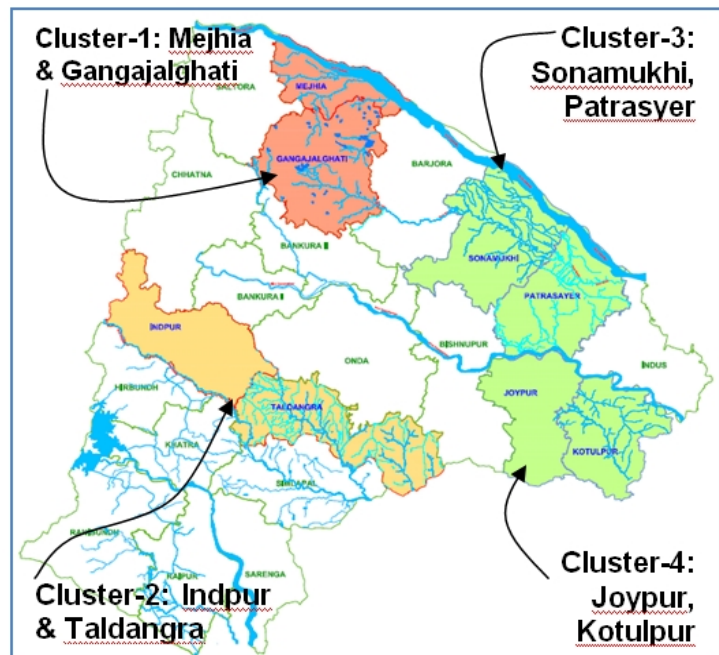 Cluster-1: Mejhia
& Gangajalghati
Cluster-3:
Sonamukhi,
Patrasyer
SALTORA
MEJHIA
GANGAJALGHATI
BARJORA
CHHATNA
BANKURA II
SONAMUKHI
PATRASAYER
BANKURA I
INDPUR
BISHNUPUR
ONDA
INDUS
HIRBUNDH
JOYPUR
TALDANGRA
KHATRA
KOTULPUR
SIMLAPAL
RANIBUNDH
RAIPUR
SARENGA
Cluster-2: Indpur
& Taldangra
Cluster-4:
Joypur,
Kotulpur